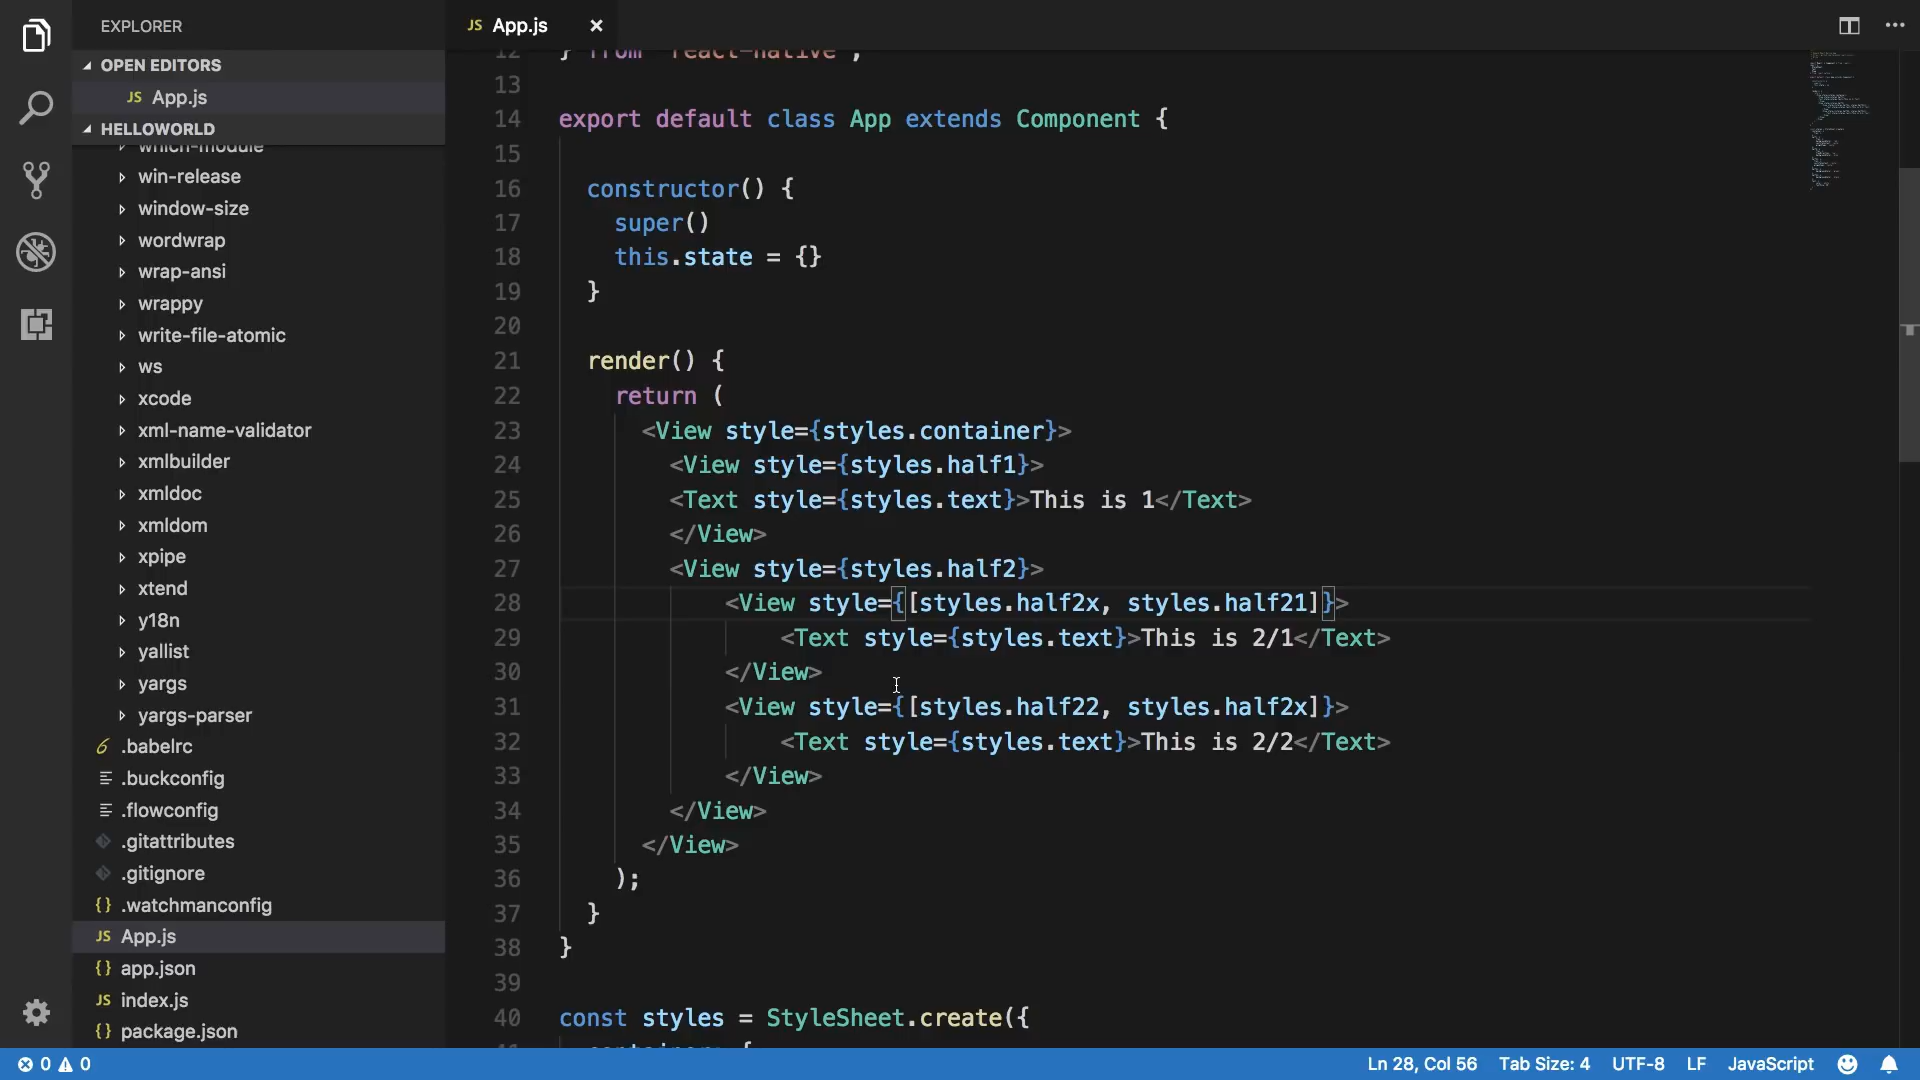 EXPLORER
OPEN EDITORS
JS App.js
HELLOWORLD
which-module
win-release
window-size
wordwrap
wrap-ansi
wrappy
write-file-atomic
ws
xcode
xml-name-validator
xmlbuilder
xmldoc
xmldom
xpipe
xtend
y18n
yallist
yargs
yargs-parser
.babelrc
.buckconfig
.flowconfig
.gitattributes
.gitignore
{} .watchmanconfig
JS App.js
{} app.json
JS index.js
{} package.json
JS App.js ×
12 } from 'react-native';
13
14 export default class App extends Component {
15
16 constructor() {
17 super()
18 this.state = {}
19 }
20
21 render() {
22 return (
23 <View style={styles.container}>
24 <View style={styles.half1}>
25 <Text style={styles.text}>This is 1</Text>
26 </View>
27 <View style={styles.half2}>
28 <View style={[styles.half2x, styles.half21]}>
29 <Text style={styles.text}>This is 2/1</Text>
30 </View>
31 <View style={[styles.half22, styles.half2x]}>
32 <Text style={styles.text}>This is 2/2</Text>
33 </View>
34 </View>
35 </View>
36 );
37 }
38 }
39
40 const styles = StyleSheet.create({
41 container: {
0 0 Ln 28, Col 56 Tab Size: 4 UTF-8 LF JavaScript